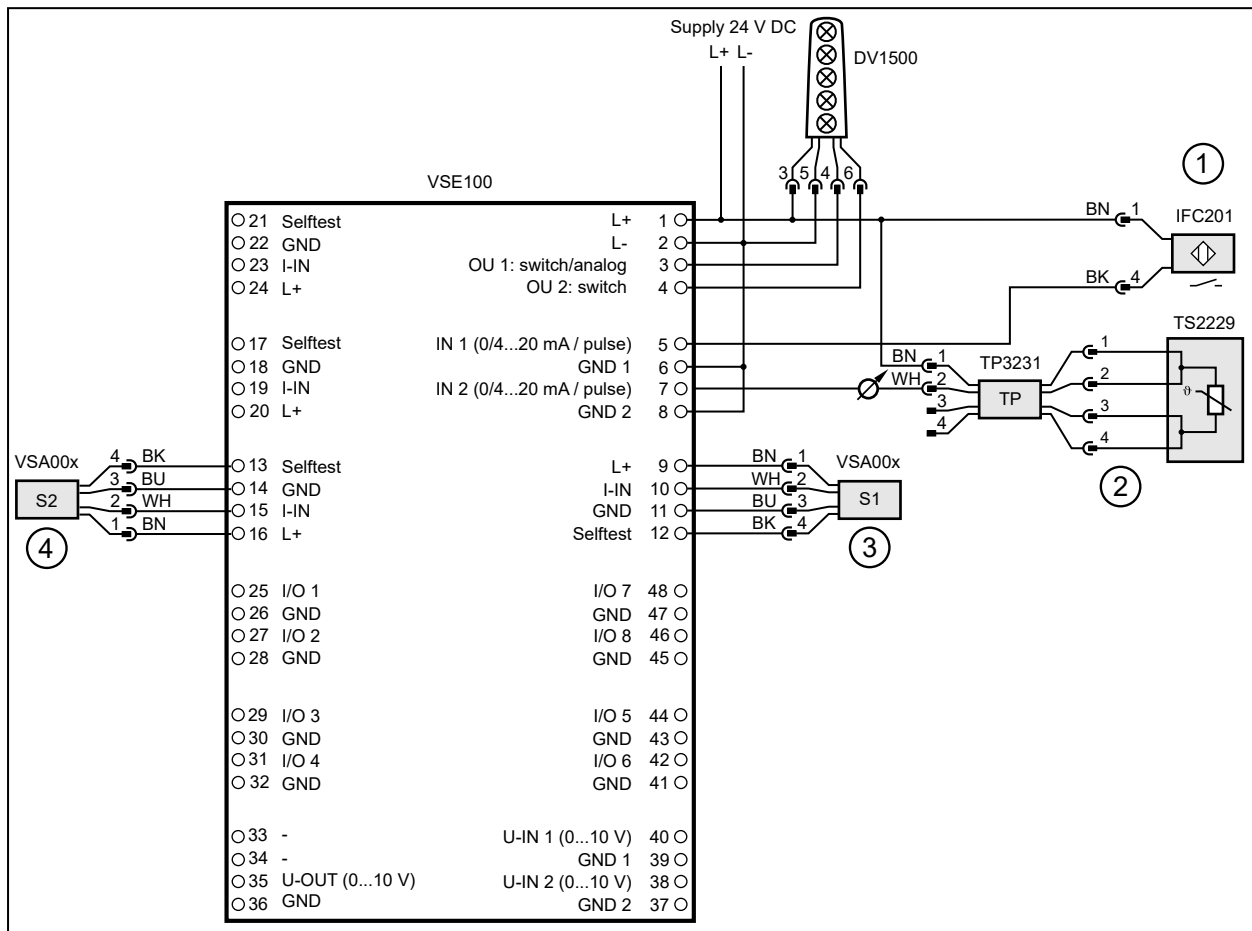 Supply 24 V DC
L+ L-
DV1500
3 5 4 6
VSE100
1
IFC201
BN 1
BK 4
21 Selftest L+ 1
22 GND L- 2
23 I-IN OU 1: switch/analog 3
24 L+ OU 2: switch 4
17 Selftest IN 1 (0/4...20 mA / pulse) 5
18 GND GND 1 6
19 I-IN IN 2 (0/4...20 mA / pulse) 7
20 L+ GND 2 8
BN 1
WH 2
3
4
TP3231
TP
TS2229
1
2
3
4
ϑ
2
VSA00x
S2
4 BK
3 BU
2 WH
1 BN
4
13 Selftest L+ 9
14 GND I-IN 10
15 I-IN GND 11
16 L+ Selftest 12
BN 1
WH 2
BU 3
BK 4
VSA00x
S1
3
25 I/O 1 I/O 7 48
26 GND GND 47
27 I/O 2 I/O 8 46
28 GND GND 45
29 I/O 3 I/O 5 44
30 GND GND 43
31 I/O 4 I/O 6 42
32 GND GND 41
33 - U-IN 1 (0...10 V) 40
34 - GND 1 39
35 U-OUT (0...10 V) U-IN 2 (0...10 V) 38
36 GND GND 2 37